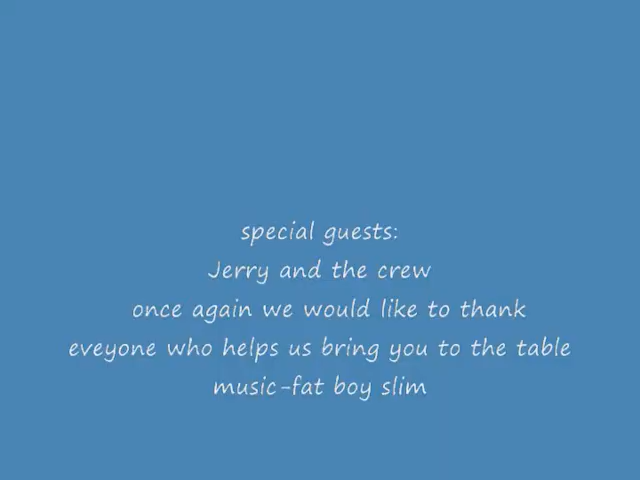 special guests:
Jerry and the crew
once again we would like to thank
eveyone who helps us bring you to the table
music-fat boy slim